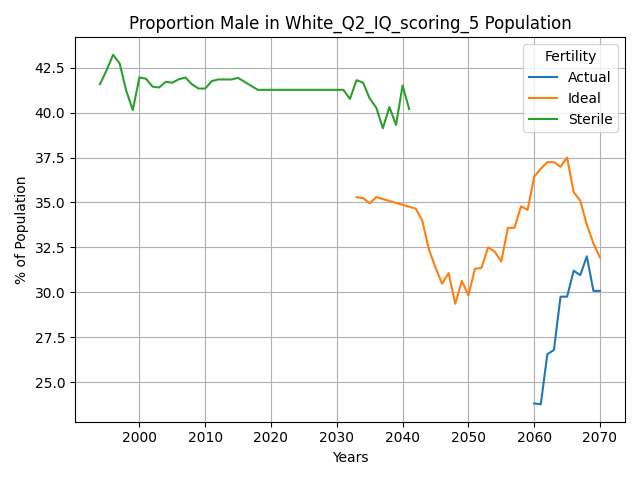 Proportion Male in White_Q2_IQ_scoring_5 Population
Fertility
Actual
Ideal
Sterile
% of Population
42.5
40.0
37.5
35.0
32.5
30.0
27.5
25.0
2000 2010 2020 2030 2040 2050 2060 2070
Years